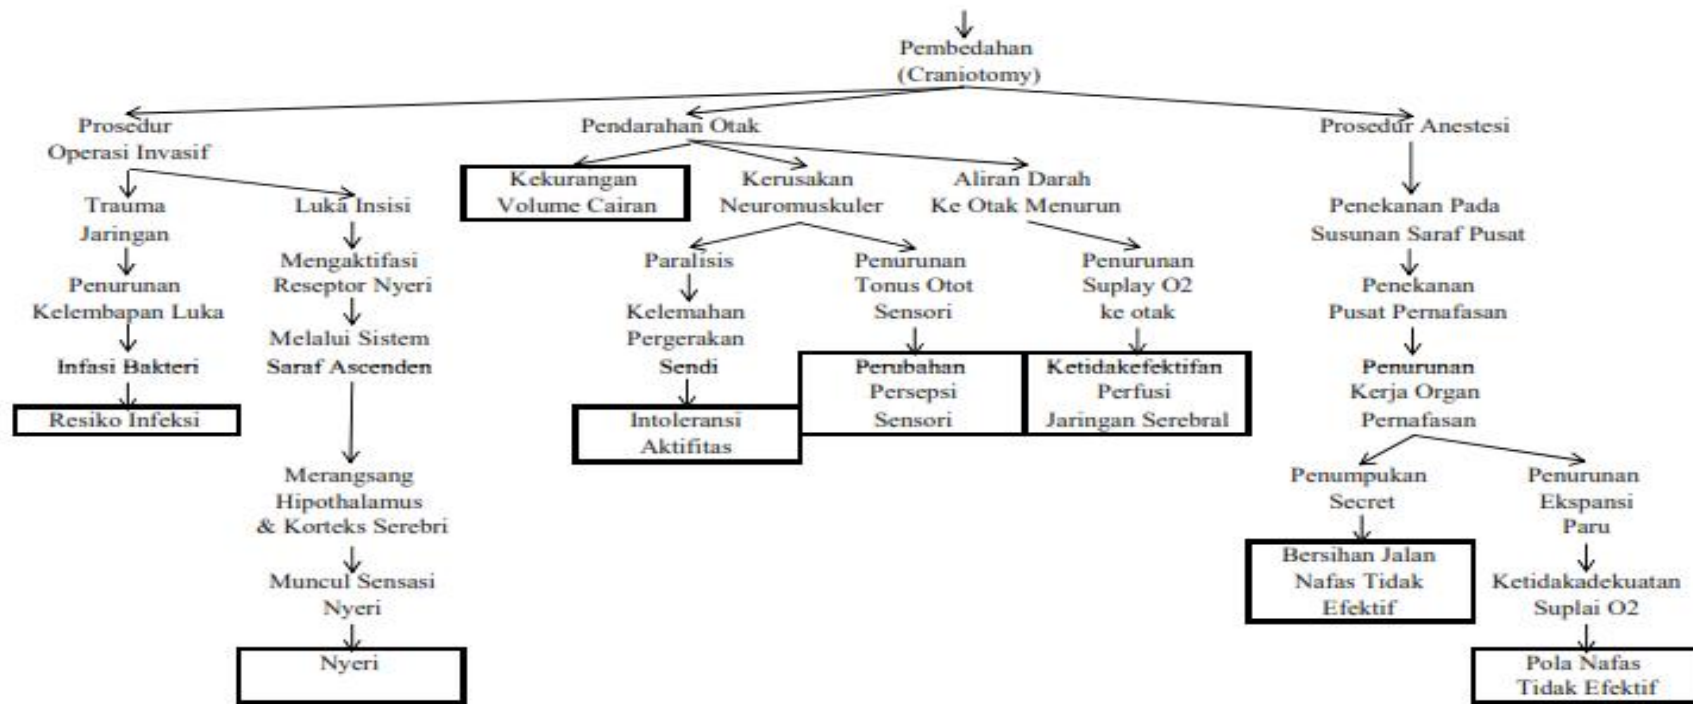 Pembedahan
(Craniotomy)
Prosedur
Operasi Invasif
Pendarahan Otak
Prosedur Anestesi
Trauma
Jaringan
Luka Insisi
Kekurangan
Volume Cairan
Kerusakan
Neuromuskuler
Aliran Darah
Ke Otak Menurun
Penekanan Pada
Susunan Saraf Pusat
Penurunan
Kelembapan Luka
Mengaktifasi
Reseptor Nyeri
Paralisis
Penurunan
Tonus Otot
Sensori
Penurunan
Suplay O2
ke otak
Penekanan
Pusat Pernafasan
Infasi Bakteri
Melalui Sistem
Saraf Ascenden
Kelemahan
Pergerakan
Sendi
Perubahan
Persepsi
Sensori
Ketidakefektifan
Perfusi
Jaringan Serebral
Penurunan
Kerja Organ
Pernafasan
Resiko Infeksi
Intoleransi
Aktifitas
Merangsang
Hipothalamus
& Korteks Serebri
Penumpukan
Secret
Penurunan
Ekspansi
Paru
Muncul Sensasi
Nyeri
Bersihan Jalan
Nafas Tidak
Efektif
Ketidakadekuatan
Suplai O2
Nyeri
Pola Nafas
Tidak Efektif